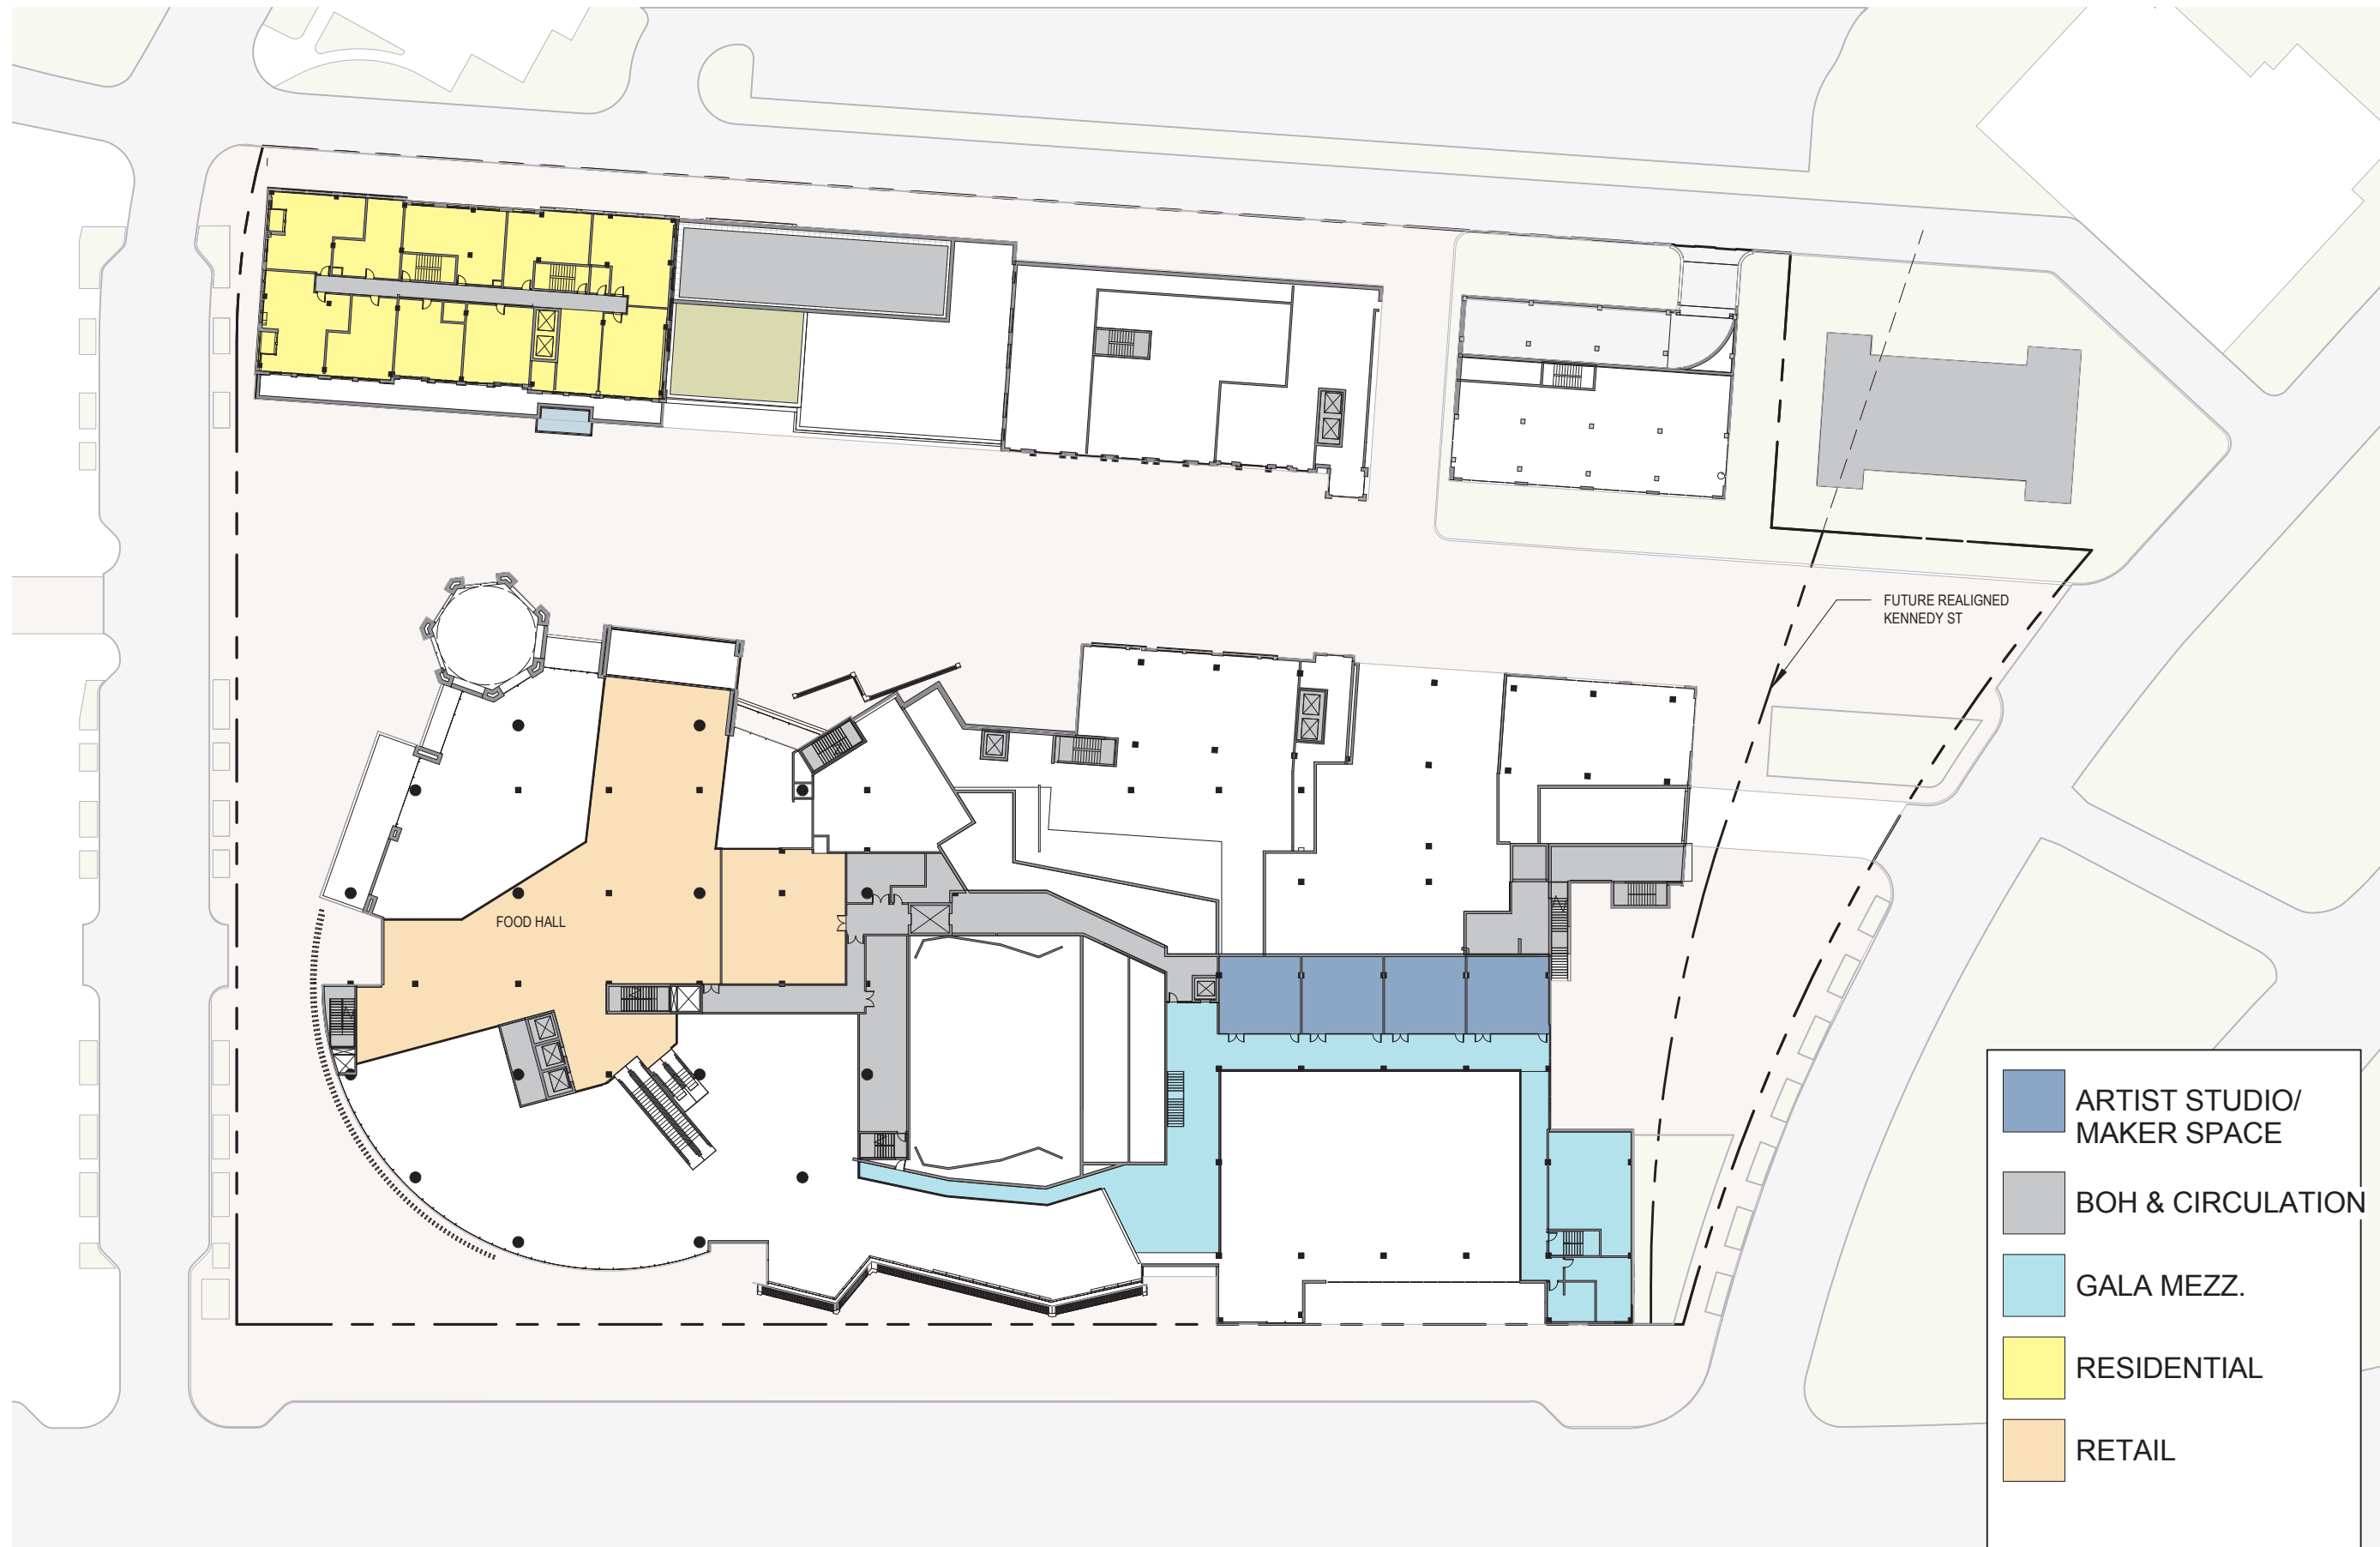 FUTURE REALIGNED
KENNEDY ST
FOOD HALL
ARTIST STUDIO/
MAKER SPACE
BOH & CIRCULATION
GALA MEZZ.
RESIDENTIAL
RETAIL